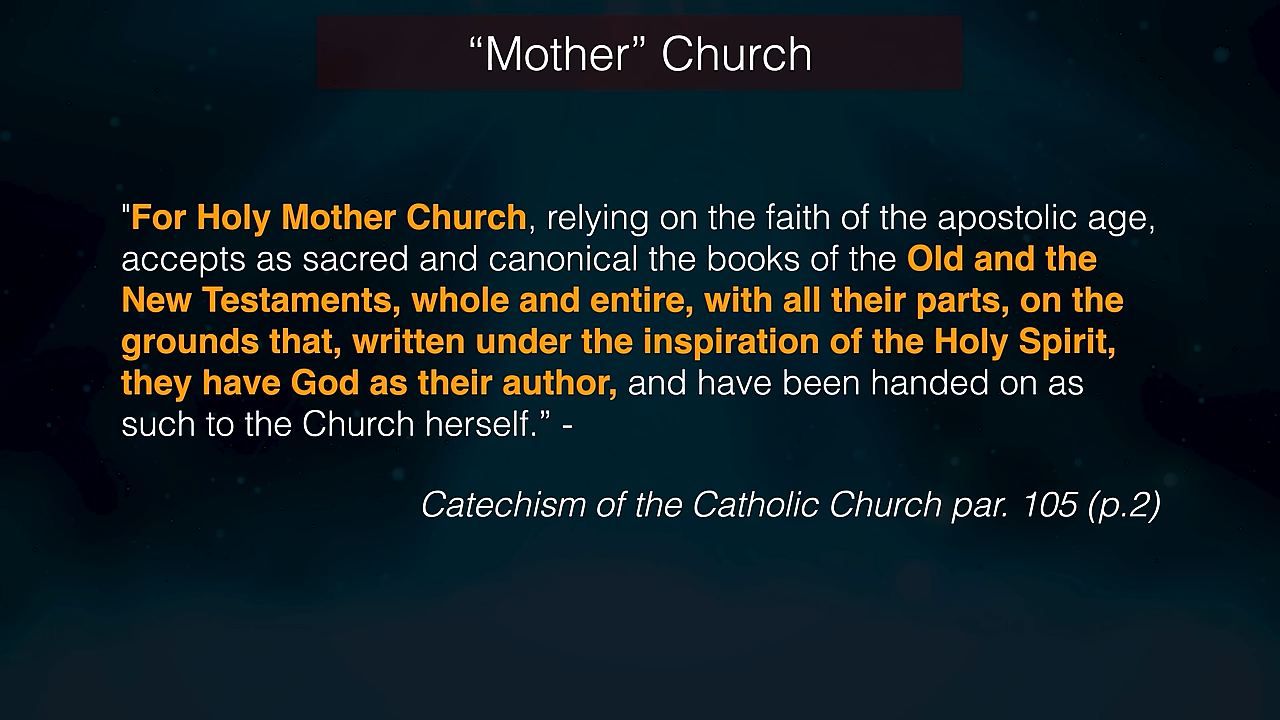 “Mother” Church
"For Holy Mother Church, relying on the faith of the apostolic age,
accepts as sacred and canonical the books of the Old and the
New Testaments, whole and entire, with all their parts, on the
grounds that, written under the inspiration of the Holy Spirit,
they have God as their author, and have been handed on as
such to the Church herself.” -
Catechism of the Catholic Church par. 105 (p.2)